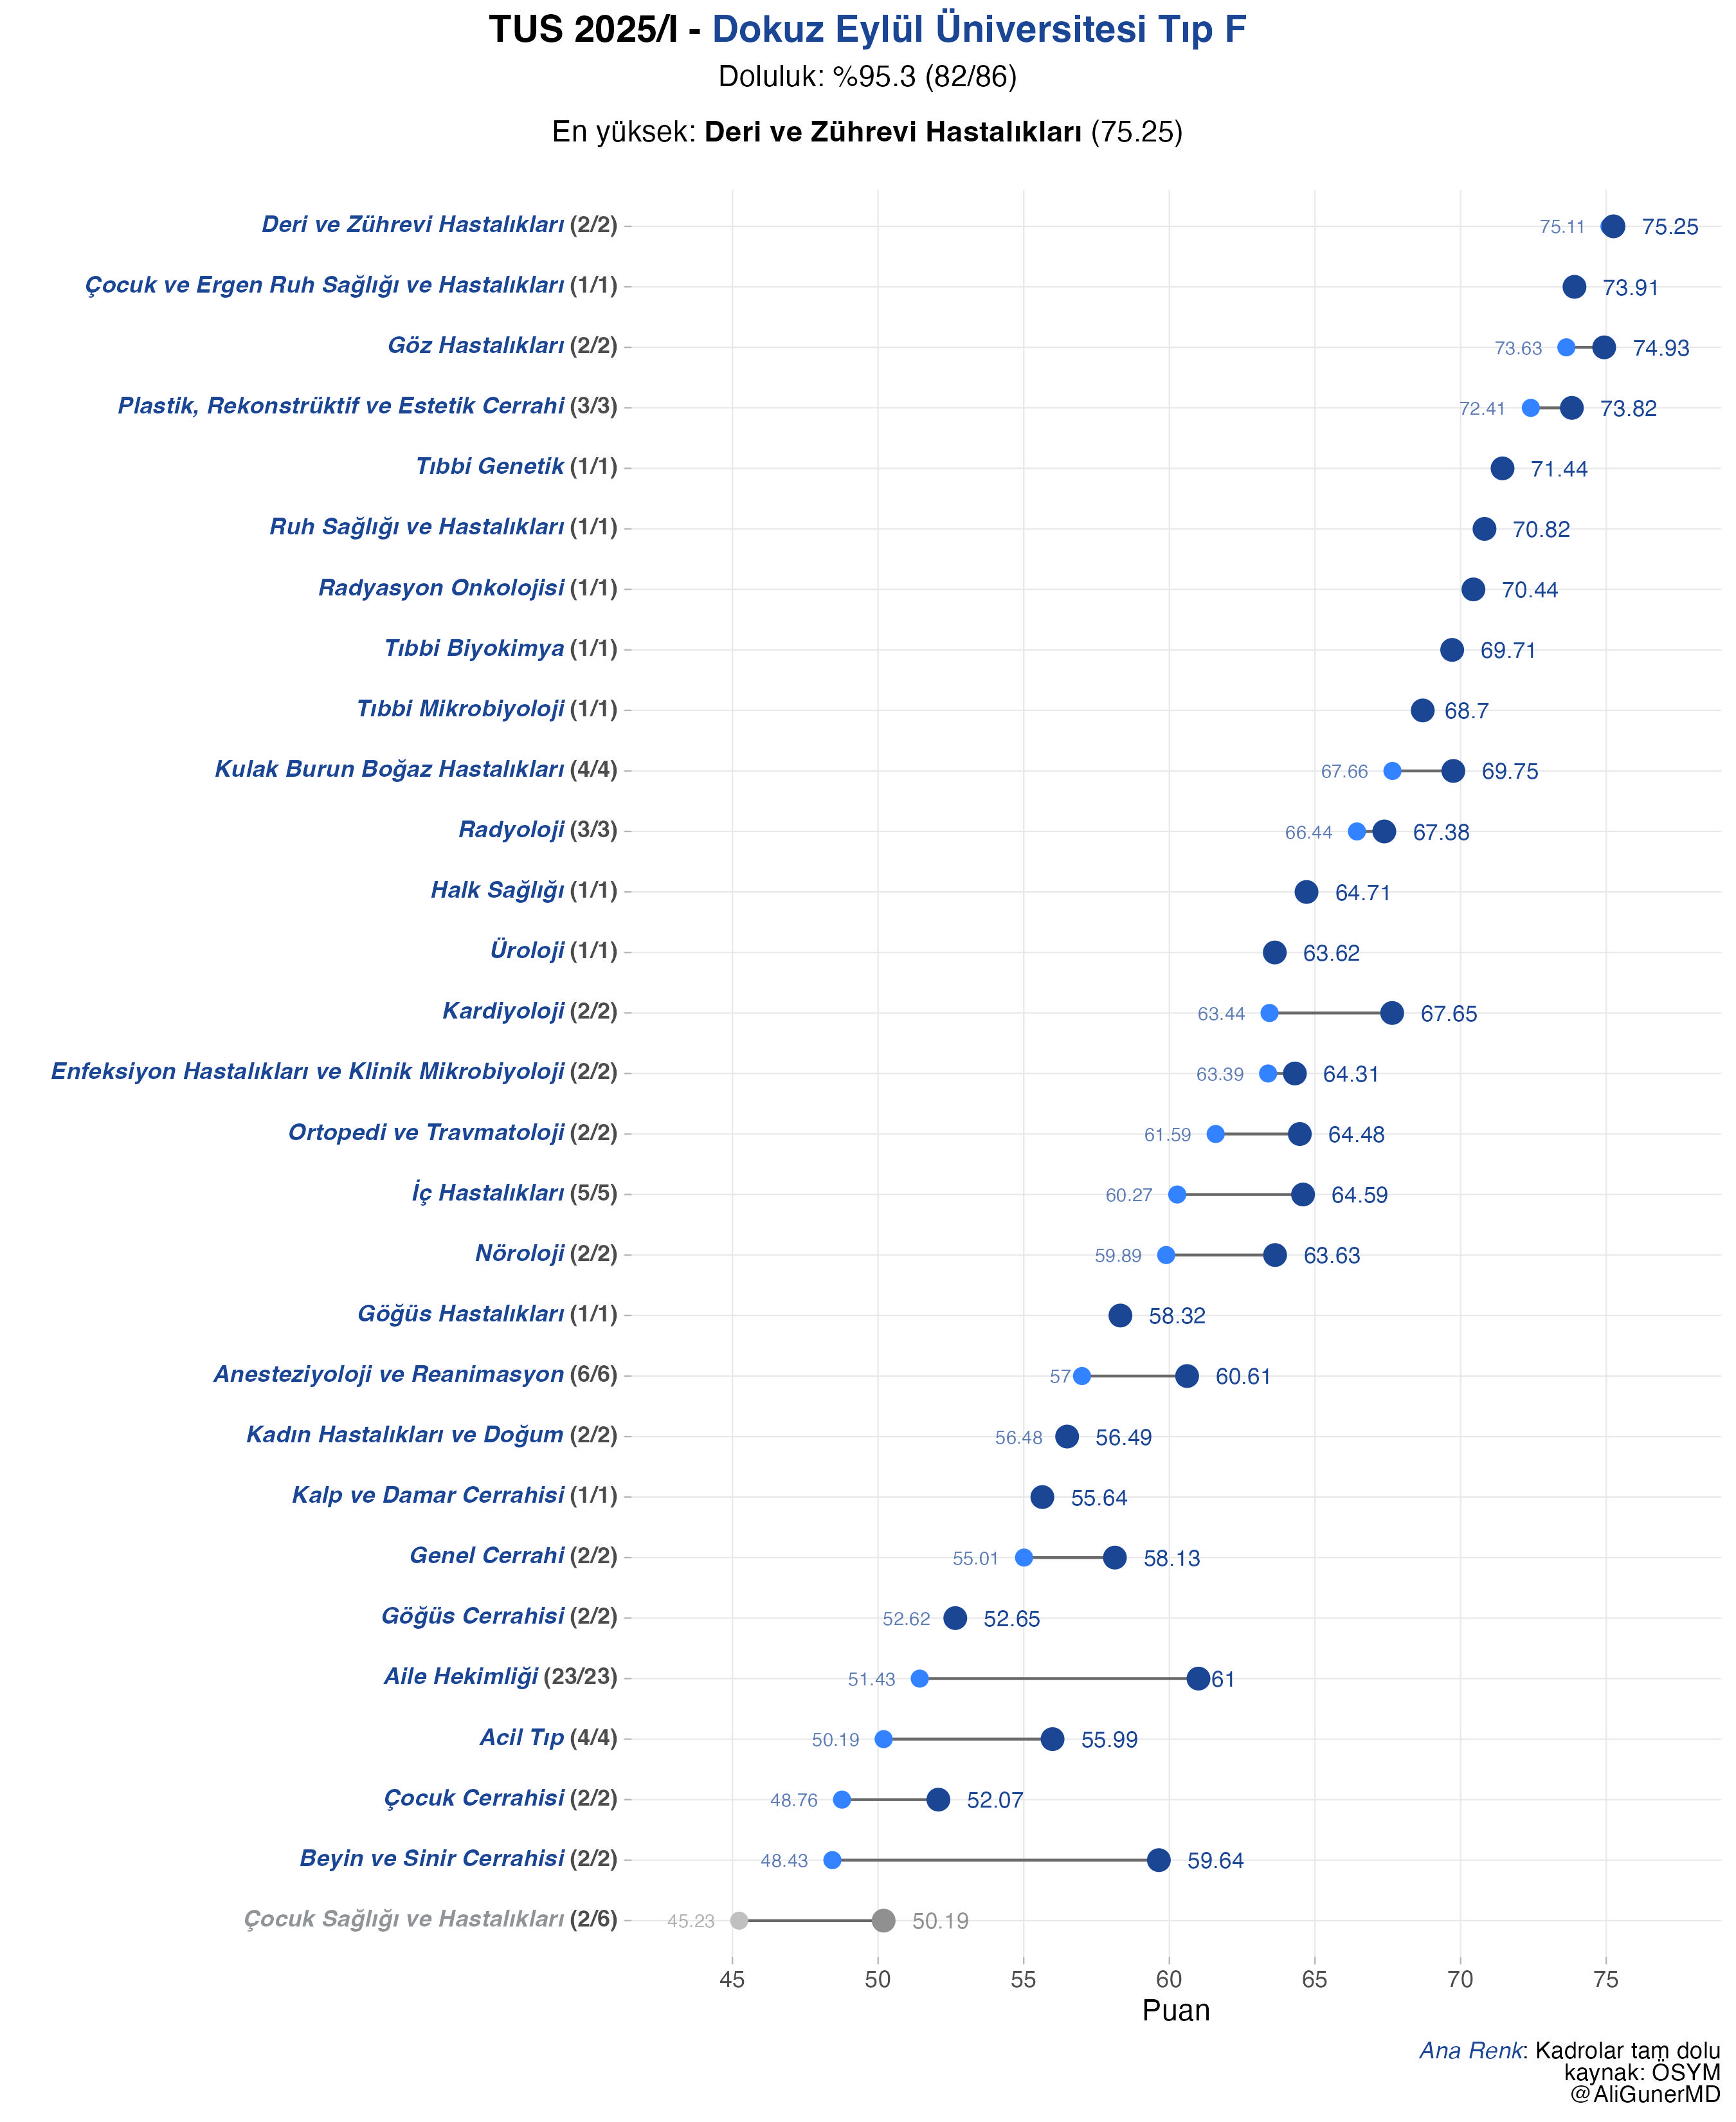 TUS 2025/I - Dokuz Eylül Üniversitesi Tıp F
Doluluk: %95.3 (82/86)
En yüksek: Deri ve Zührevi Hastalıkları (75.25)
Deri ve Zührevi Hastalıkları (2/2) 75.11 75.25
Çocuk ve Ergen Ruh Sağlığı ve Hastalıkları (1/1) 73.91
Göz Hastalıkları (2/2) 73.63 74.93
Plastik, Rekonstrüktif ve Estetik Cerrahi (3/3) 72.41 73.82
Tıbbi Genetik (1/1) 71.44
Ruh Sağlığı ve Hastalıkları (1/1) 70.82
Radyasyon Onkolojisi (1/1) 70.44
Tıbbi Biyokimya (1/1) 69.71
Tıbbi Mikrobiyoloji (1/1) 68.7
Kulak Burun Boğaz Hastalıkları (4/4) 67.66 69.75
Radyoloji (3/3) 66.44 67.38
Halk Sağlığı (1/1) 64.71
Üroloji (1/1) 63.62
Kardiyoloji (2/2) 63.44 67.65
Enfeksiyon Hastalıkları ve Klinik Mikrobiyoloji (2/2) 63.39 64.31
Ortopedi ve Travmatoloji (2/2) 61.59 64.48
İç Hastalıkları (5/5) 60.27 64.59
Nöroloji (2/2) 59.89 63.63
Göğüs Hastalıkları (1/1) 58.32
Anesteziyoloji ve Reanimasyon (6/6) 57 60.61
Kadın Hastalıkları ve Doğum (2/2) 56.48 56.49
Kalp ve Damar Cerrahisi (1/1) 55.64
Genel Cerrahi (2/2) 55.01 58.13
Göğüs Cerrahisi (2/2) 52.62 52.65
Aile Hekimliği (23/23) 51.43 61
Acil Tıp (4/4) 50.19 55.99
Çocuk Cerrahisi (2/2) 48.76 52.07
Beyin ve Sinir Cerrahisi (2/2) 48.43 59.64
Çocuk Sağlığı ve Hastalıkları (2/6) 45.23 50.19
45 50 55 60 65 70 75
Puan
Ana Renk: Kadrolar tam dolu
kaynak: ÖSYM
@AliGunerMD